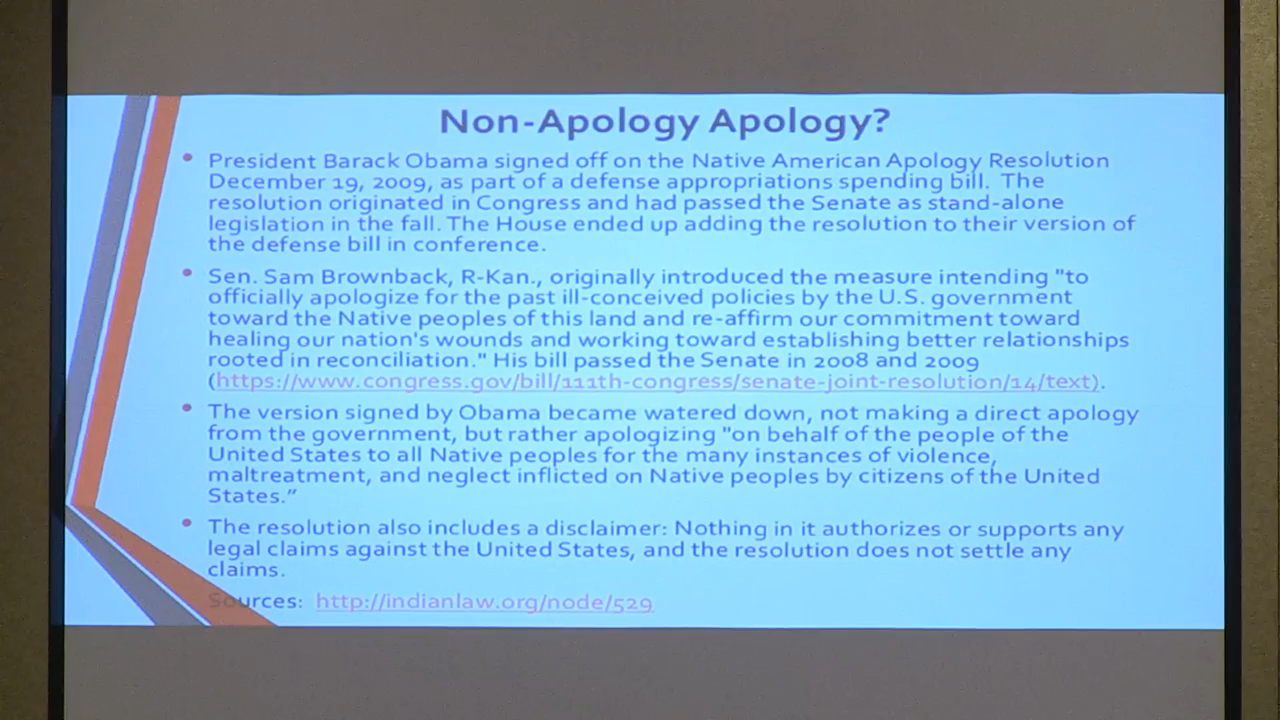 Non-Apology Apology?
• President Barack Obama signed off on the Native American Apology Resolution
December 19, 2009, as part of a defense appropriations spending bill. The
resolution originated in Congress and had passed the Senate as stand-alone
legislation in the fall. The House ended up adding the resolution to their version of
the defense bill in conference.
• Sen. Sam Brownback, R-Kan., originally introduced the measure intending "to
officially apologize for the past ill-conceived policies by the U.S. government
toward the Native peoples of this land and re-affirm our commitment toward
healing our nation's wounds and working toward establishing better relationships
rooted in reconciliation." His bill passed the Senate in 2008 and 2009
(https://www.congress.gov/bill/111th-congress/senate-joint-resolution/14/text).
• The version signed by Obama became watered down, not making a direct apology
from the government, but rather apologizing "on behalf of the people of the
United States to all Native peoples for the many instances of violence,
maltreatment, and neglect inflicted on Native peoples by citizens of the United
States.”
• The resolution also includes a disclaimer: Nothing in it authorizes or supports any
legal claims against the United States, and the resolution does not settle any
claims.
Sources: http://indianlaw.org/node/529